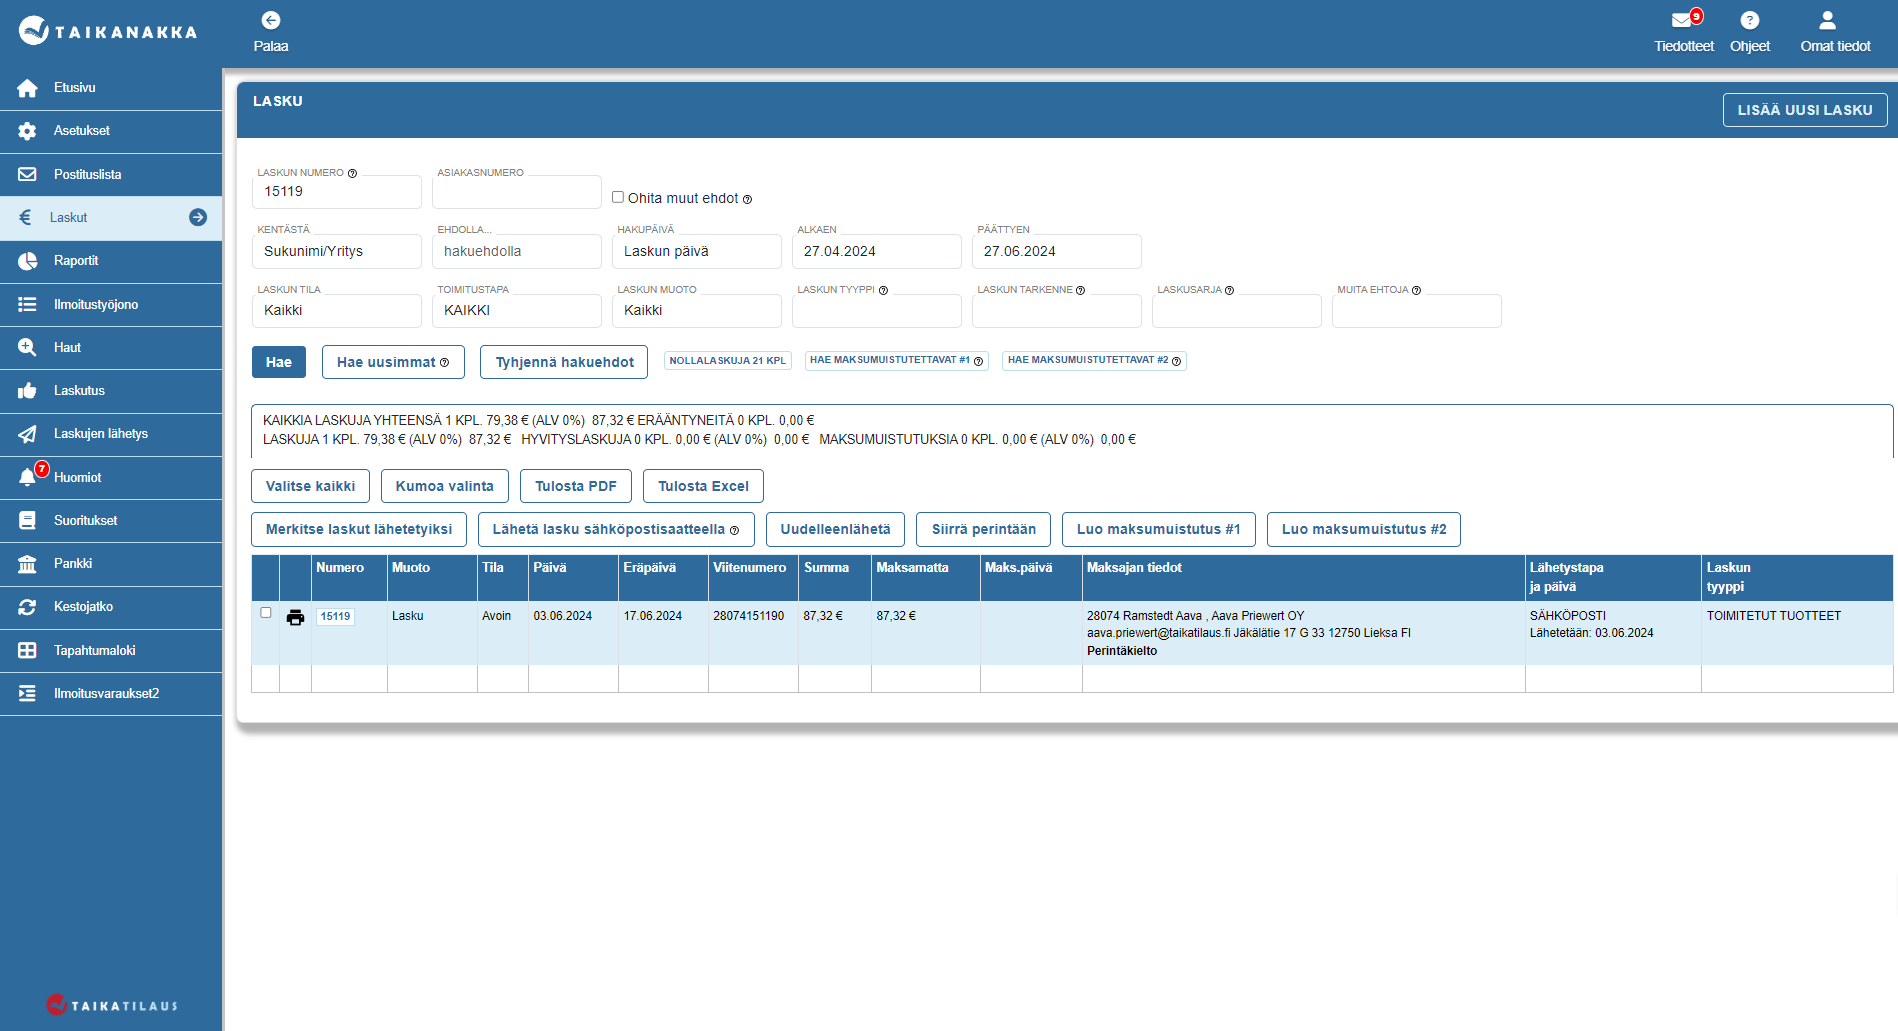 TAIKANAKKA
Palaa
9
Tiedotteet
Ohjeet
Omat tiedot
Etusivu
Asetukset
Postituslista
Laskut
Raportit
Ilmoitustyöjono
Haut
Laskutus
Laskujen lähetys
7
Huomiot
Suoritukset
Pankki
Kestojatko
Tapahtumaloki
Ilmoitusvaraukset2
TAIKATILAUS
LASKU
LISÄÄ UUSI LASKU
LASKUN NUMERO
15119
ASIAKASNUMERO
Ohita muut ehdot
KENTÄSTÄ
Sukunimi/Yritys
EHDOLLA...
hakuehdolla
HAKUPÄIVÄ
Laskun päivä
ALKAEN
27.04.2024
PÄÄTTYEN
27.06.2024
LASKUN TILA
Kaikki
TOIMITUSTAPA
KAIKKI
LASKUN MUOTO
Kaikki
LASKUN TYYPPI
LASKUN TARKENNE
LASKUSARJA
MUITA EHTOJA
Hae
Hae uusimmat
Tyhjennä hakuehdot
NOLLALASKUJA 21 KPL
HAE MAKSUMUISTUTETTAVAT #1
HAE MAKSUMUISTUTETTAVAT #2
KAIKKIA LASKUJA YHTEENSÄ 1 KPL. 79,38 € (ALV 0%) 87,32 € ERÄÄNTYNEITÄ 0 KPL. 0,00 €
LASKUJA 1 KPL. 79,38 € (ALV 0%) 87,32 € HYVITYSLASKUJA 0 KPL. 0,00 € (ALV 0%) 0,00 € MAKSUMUISTUTUKSIA 0 KPL. 0,00 € (ALV 0%) 0,00 €
Valitse kaikki
Kumoa valinta
Tulosta PDF
Tulosta Excel
Merkitse laskut lähetetyiksi
Lähetä lasku sähköpostisaatteella
Uudelleenlähetä
Siirrä perintään
Luo maksumuistutus #1
Luo maksumuistutus #2
Numero Muoto Tila Päivä Eräpäivä Viitenumero Summa Maksamatta Maks.päivä Maksajan tiedot Lähetystapa Laskun
ja päivä tyyppi
15119 Lasku Avoin 03.06.2024 17.06.2024 28074151190 87,32 € 87,32 € 28074 Ramstedt Aava , Aava Priewert OY SÄHKÖPOSTI TOIMITETUT TUOTTEET
aava.priewert@taikatilaus.fi Jäkälätie 17 G 33 12750 Lieksa FI Lähetetään: 03.06.2024
Perintäkielto